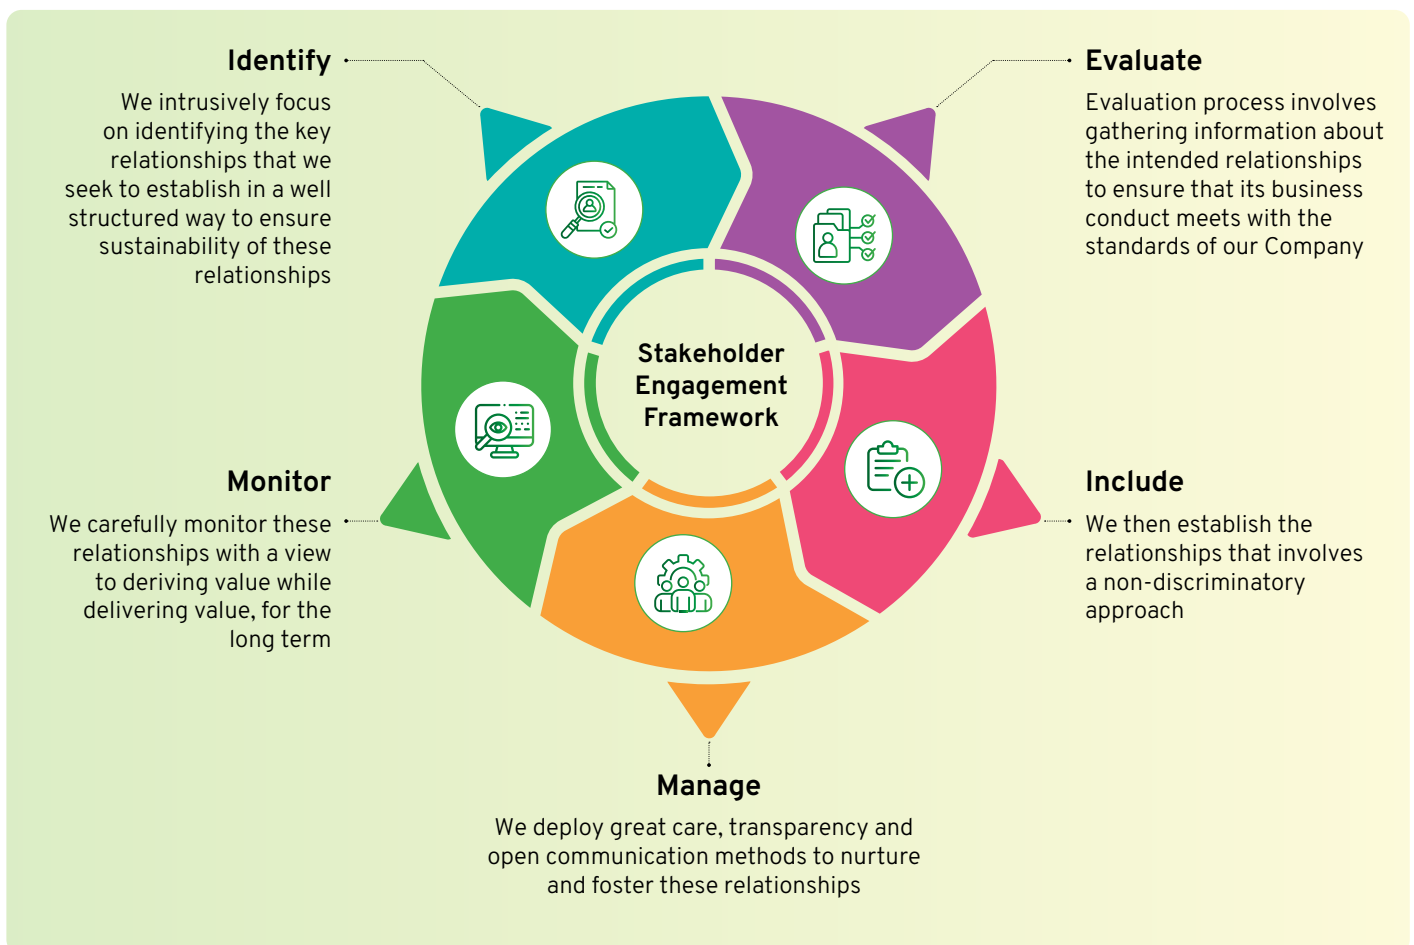 Identify
We intrusively focus
on identifying the key
relationships that we
seek to establish in a well
structured way to ensure
sustainability of these
relationships
Evaluate
Evaluation process involves
gathering information about
the intended relationships
to ensure that its business
conduct meets with the
standards of our Company
Stakeholder
Engagement
Framework
Monitor
We carefully monitor these
relationships with a view
to deriving value while
delivering value, for the
long term
Include
We then establish the
relationships that involves
a non-discriminatory
approach
Manage
We deploy great care, transparency and
open communication methods to nurture
and foster these relationships